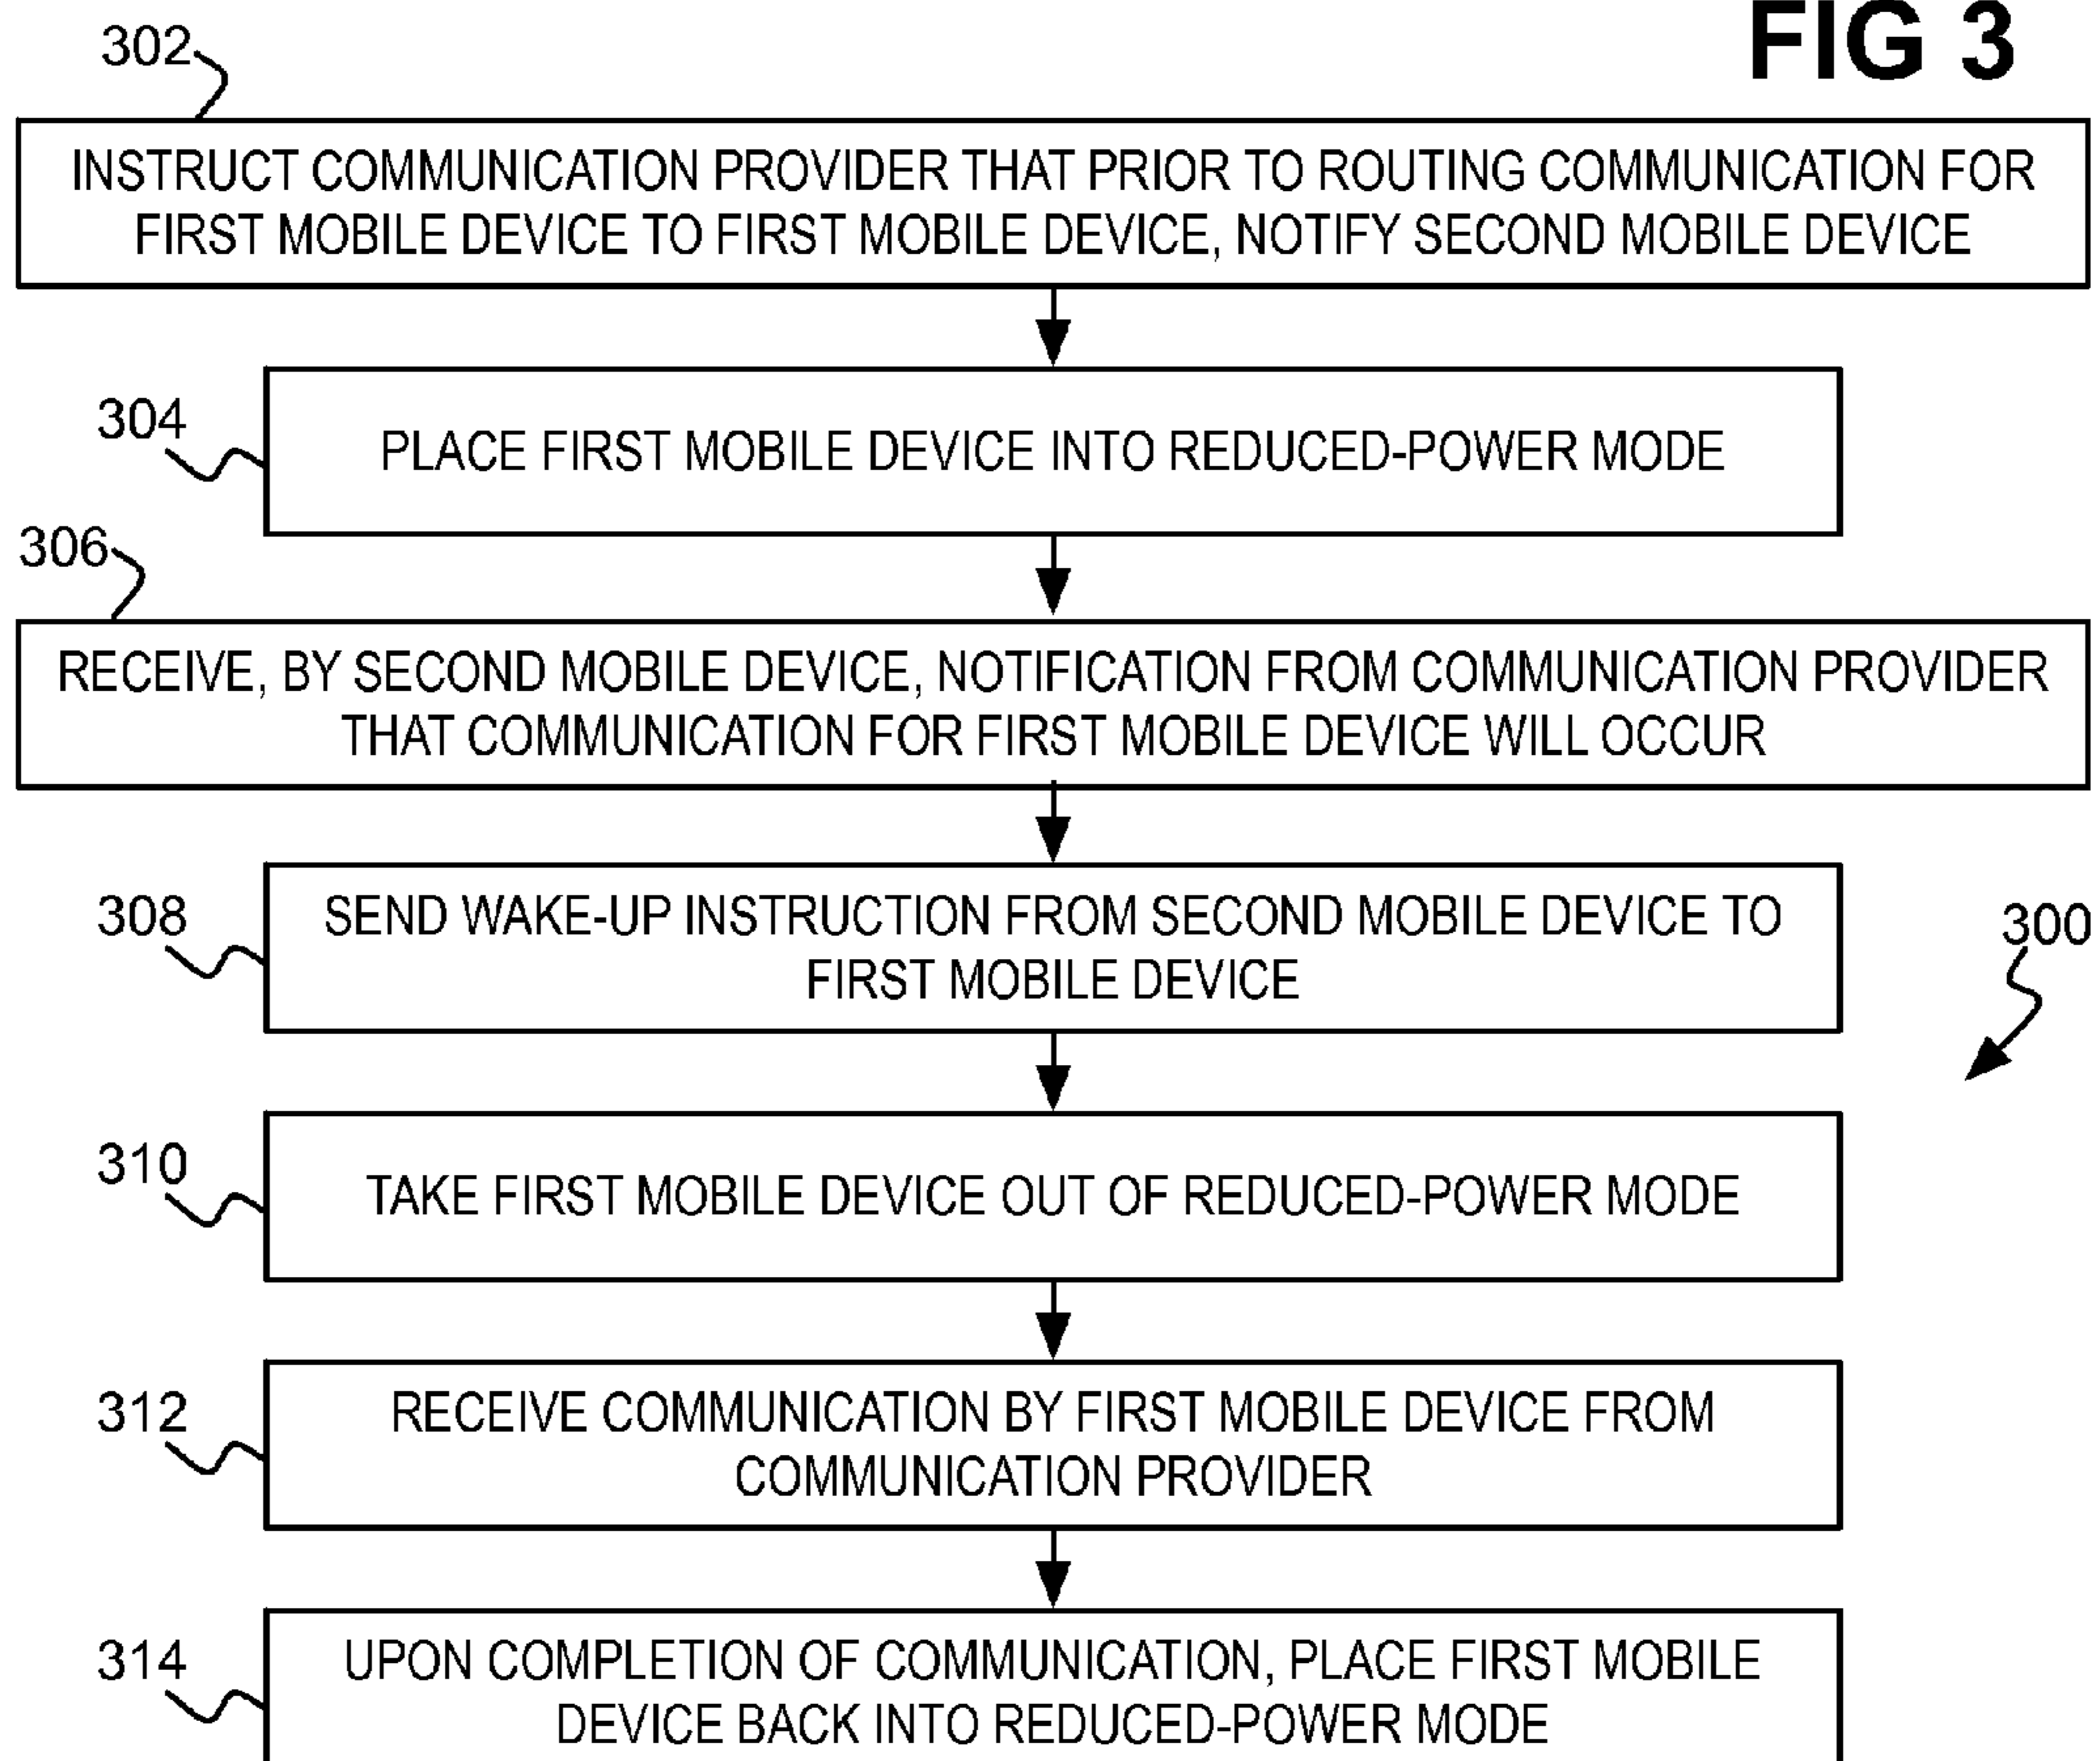 FIG 3
302
INSTRUCT COMMUNICATION PROVIDER THAT PRIOR TO ROUTING COMMUNICATION FOR
FIRST MOBILE DEVICE TO FIRST MOBILE DEVICE, NOTIFY SECOND MOBILE DEVICE
304
PLACE FIRST MOBILE DEVICE INTO REDUCED-POWER MODE
306
RECEIVE, BY SECOND MOBILE DEVICE, NOTIFICATION FROM COMMUNICATION PROVIDER
THAT COMMUNICATION FOR FIRST MOBILE DEVICE WILL OCCUR
308
SEND WAKE-UP INSTRUCTION FROM SECOND MOBILE DEVICE TO
FIRST MOBILE DEVICE
300
310
TAKE FIRST MOBILE DEVICE OUT OF REDUCED-POWER MODE
312
RECEIVE COMMUNICATION BY FIRST MOBILE DEVICE FROM
COMMUNICATION PROVIDER
314
UPON COMPLETION OF COMMUNICATION, PLACE FIRST MOBILE
DEVICE BACK INTO REDUCED-POWER MODE